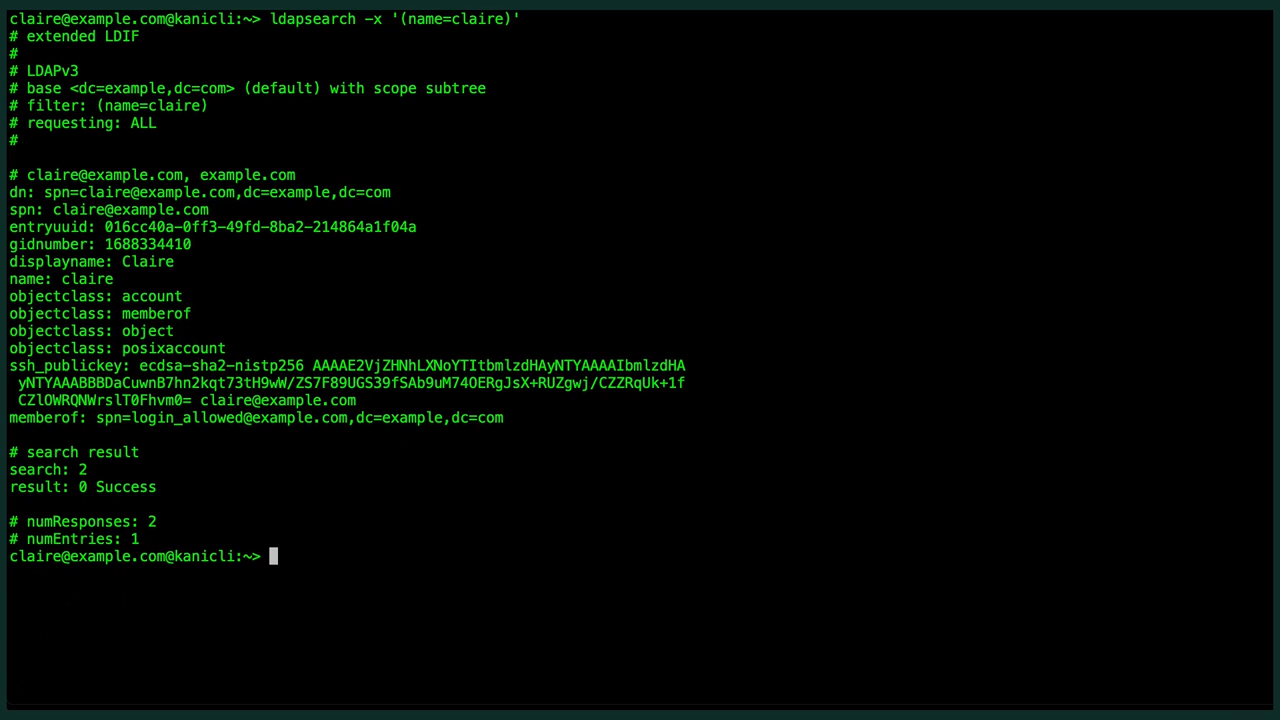 claire@example.com@kanicli:~> ldapsearch -x '(name=claire)'
# extended LDIF
#
# LDAPv3
# base <dc=example,dc=com> (default) with scope subtree
# filter: (name=claire)
# requesting: ALL
#
# claire@example.com, example.com
dn: spn=claire@example.com,dc=example,dc=com
spn: claire@example.com
entryuuid: 016cc40a-0ff3-49fd-8ba2-214864a1f04a
gidnumber: 1688334410
displayname: Claire
name: claire
objectclass: account
objectclass: memberof
objectclass: object
objectclass: posixaccount
ssh_publickey: ecdsa-sha2-nistp256 AAAAE2VjZHNhLXNoYTItbmlzdHAyNTYAAAAIbmlzdHA
yNTYAAABBBDaCuwnB7hn2kqt73tH9wW/ZS7F89UGS39fSAb9uM74OERgJsX+RUZgwj/CZZRqUk+1f
CZlOWRQNWrslT0Fhvm0= claire@example.com
memberof: spn=login_allowed@example.com,dc=example,dc=com
# search result
search: 2
result: 0 Success
# numResponses: 2
# numEntries: 1
claire@example.com@kanicli:~>